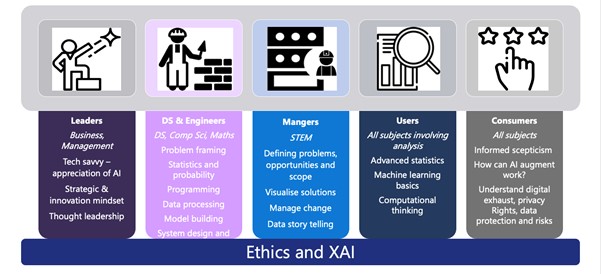 Leaders
Business,
Management
Tech savvy –
appreciation of AI
Strategic &
innovation mindset
Thought leadership
DS & Engineers
DS, Comp Sci, Maths
Problem framing
Statistics and
probability
Programming
Data processing
Model building
System design and
Mangers
STEM
Defining problems,
opportunities and
scope
Visualise solutions
Manage change
Data story telling
Users
All subjects involving
analysis
Advanced statistics
Machine learning
basics
Computational
thinking
Consumers
All subjects
Informed scepticism
How can AI augment
work?
Understand digital
exhaust, privacy
Rights, data
protection and risks
Ethics and XAI